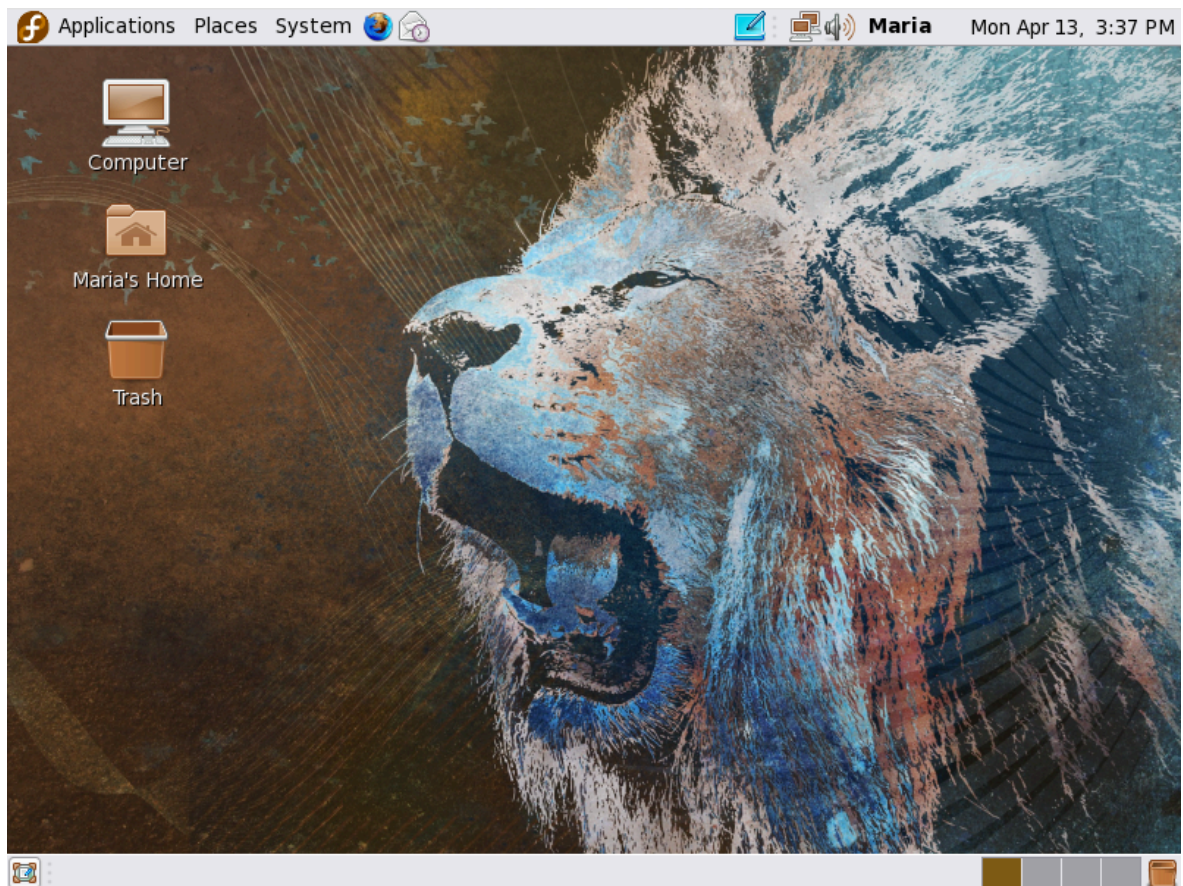 Applications Places System Maria Mon Apr 13, 3:37 PM
Computer
Maria's Home
Trash